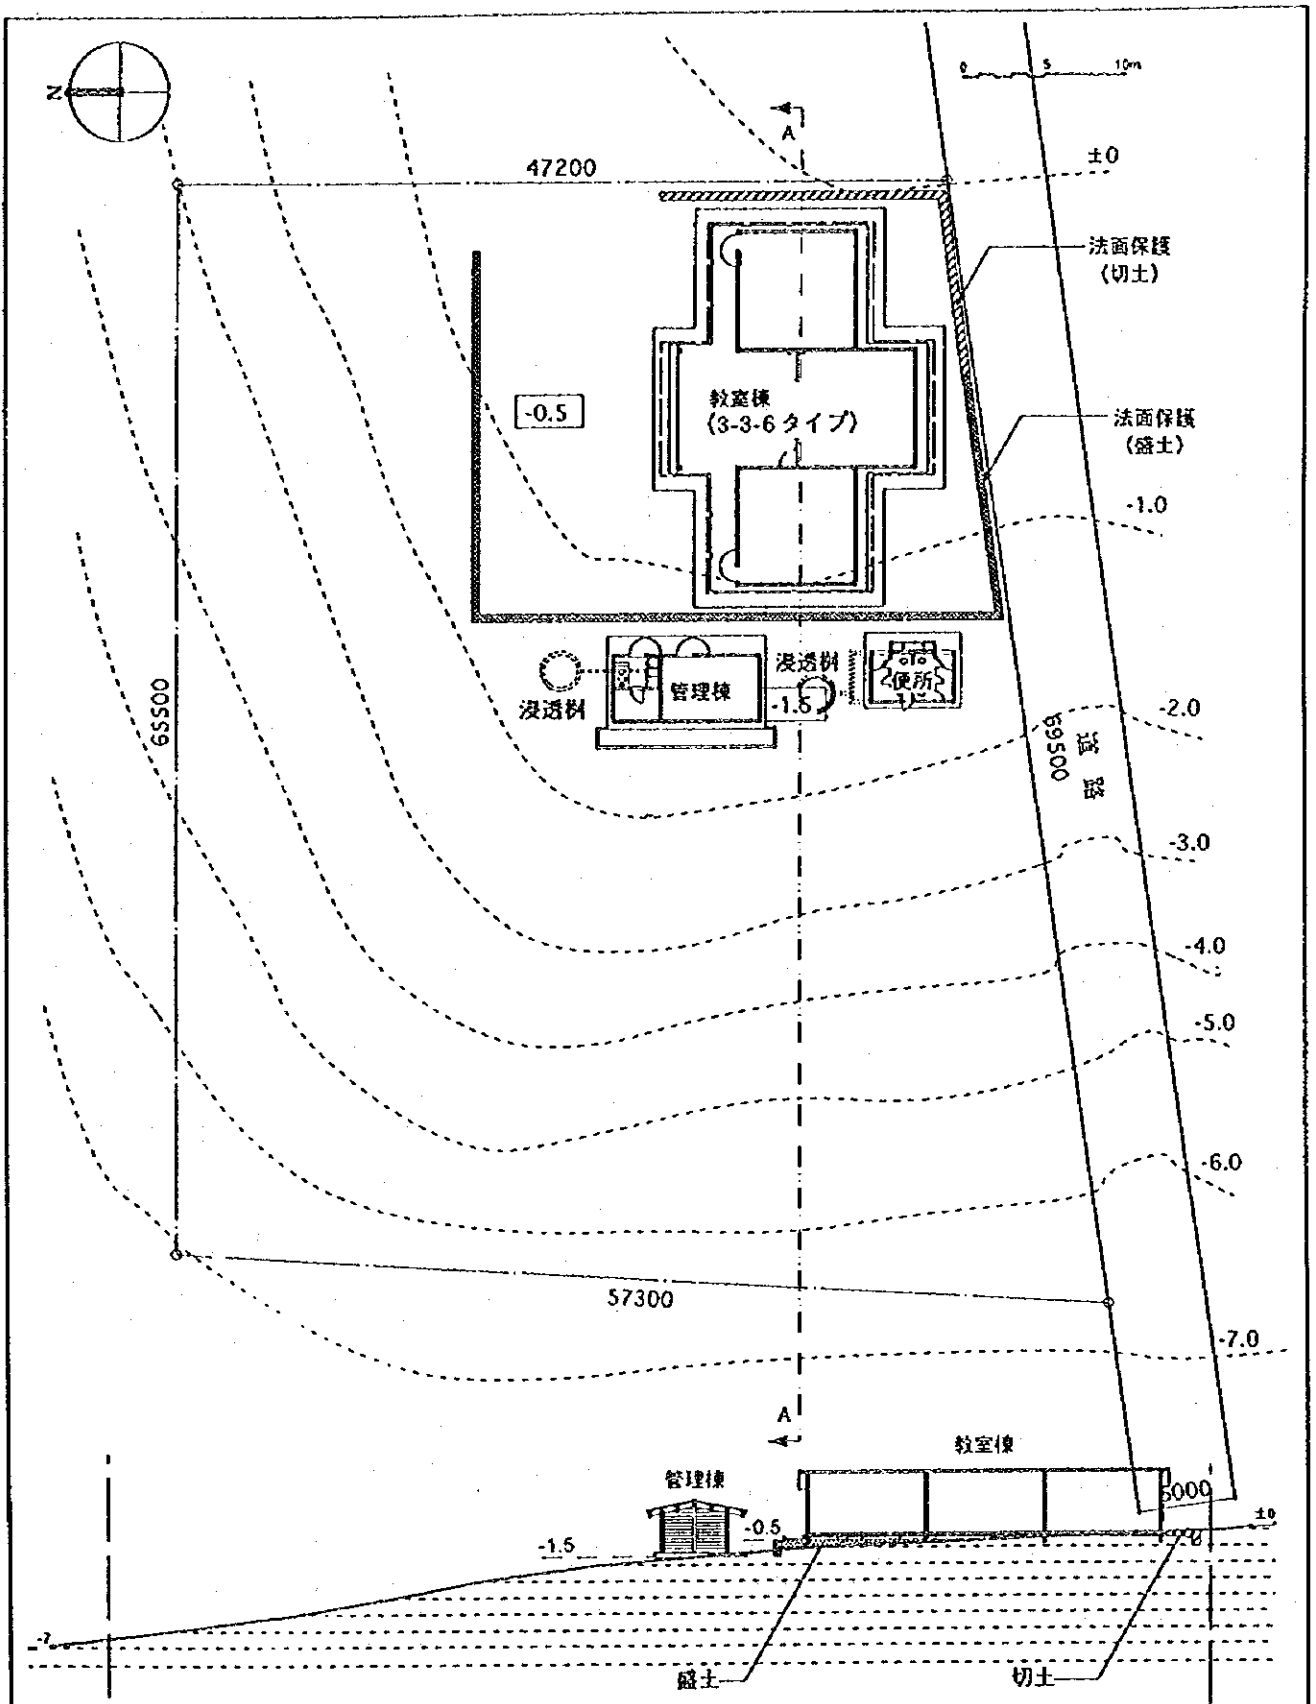 N
0 5 10m
A
±0
47200
法面保護
(切土)
-0.5
教室棟
(3-3-6 タイプ)
法面保護
(盛土)
-1.0
浸透桝
管理棟
浸透桝
-1.5
便所
-2.0
65500
69500
道路
-3.0
-4.0
-5.0
-6.0
57300
-7.0
A
教室棟
管理棟
±0
-0.5
-1.5
-7
盛土
切土